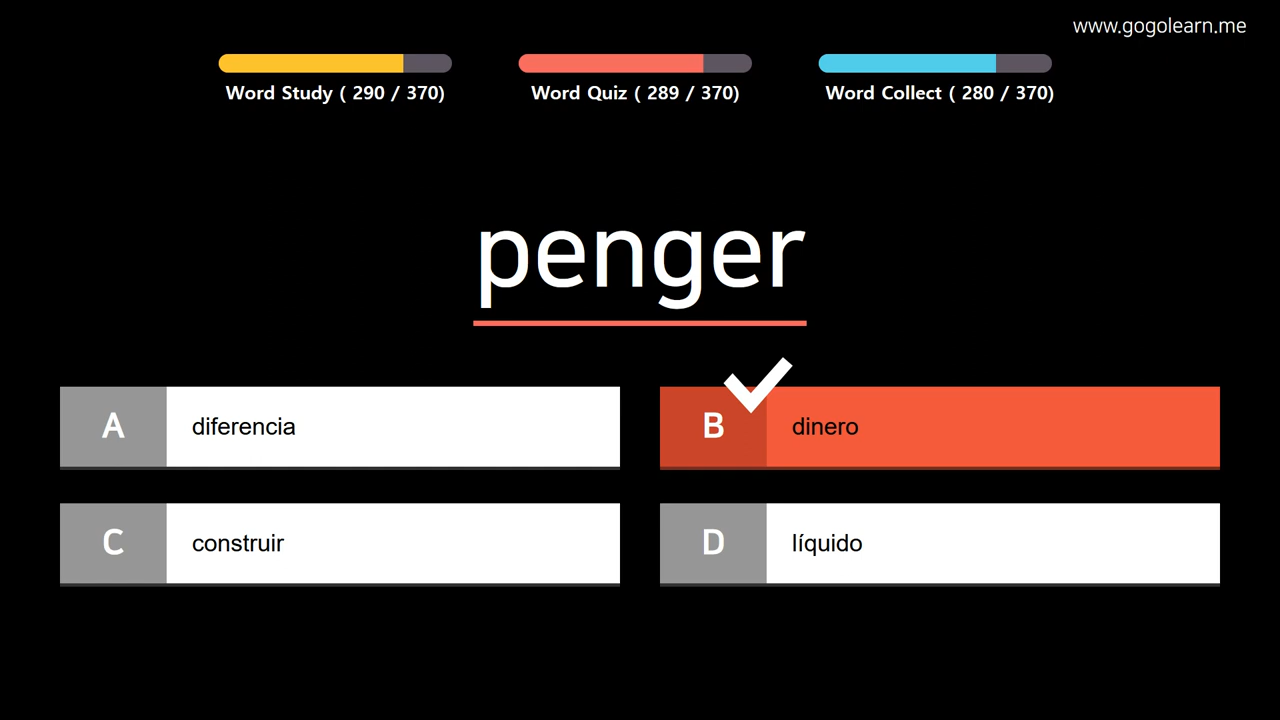 www.gogolearn.me
Word Study ( 290 / 370)
Word Quiz ( 289 / 370)
Word Collect ( 280 / 370)
penger
A diferencia
B dinero
C construir
D líquido